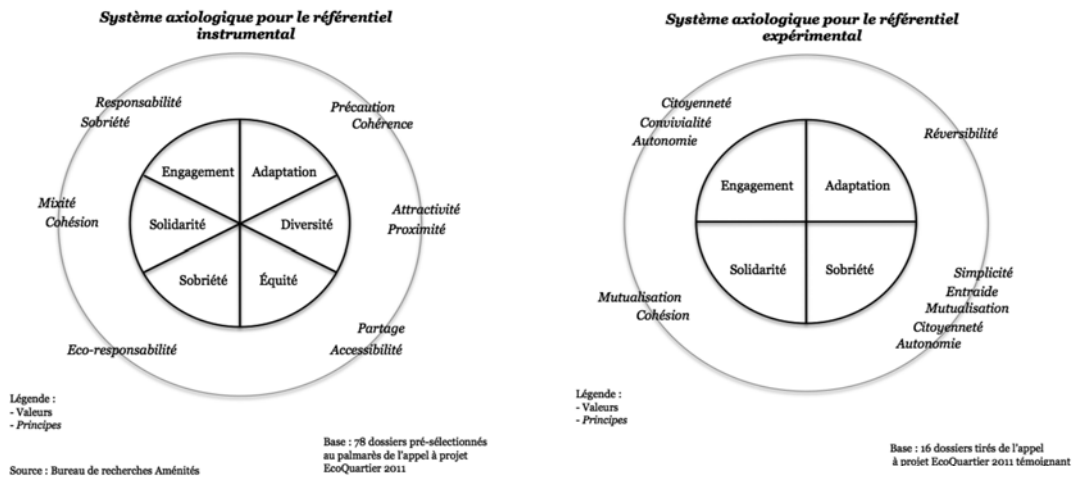 Système axiologique pour le référentiel
instrumental
Responsabilité
Sobriété
Précaution
Cohérence
Engagement
Adaptation
Mixité
Cohésion
Solidarité
Diversité
Attractivité
Proximité
Sobriété
Équité
Eco-responsabilité
Partage
Accessibilité
Légende :
- Valeurs
- Principes
Source : Bureau de recherches Aménités
Base : 78 dossiers pré-sélectionnés
au palmarès de l'appel à projet
EcoQuartier 2011
Système axiologique pour le référentiel
expérimental
Citoyenneté
Convivialité
Autonomie
Réversibilité
Engagement
Adaptation
Solidarité
Sobriété
Mutualisation
Cohésion
Simplicité
Entraide
Mutualisation
Citoyenneté
Autonomie
Légende :
- Valeurs
- Principes
Base : 16 dossiers tirés de l'appel
à projet EcoQuartier 2011 témoignant